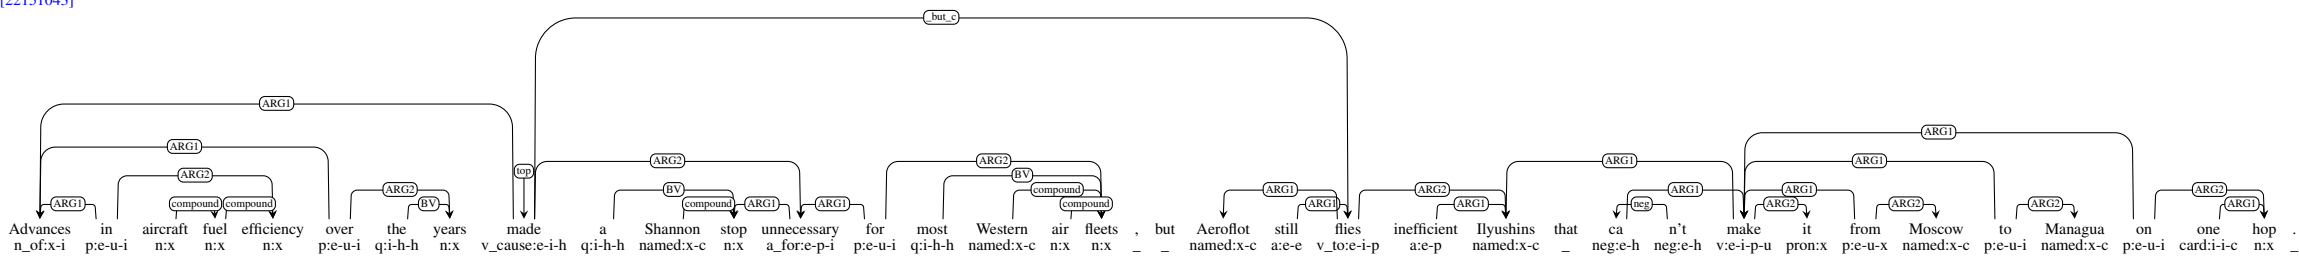 [22151043]
_but_c
ARG1
ARG1 ARG1 ARG1
top ARG2 ARG2 ARG1 ARG1
ARG2 BV
ARG2 BV compound ARG1 ARG2 ARG1 ARG1 ARG2
ARG1 compound compound BV compound ARG1 ARG1 compound ARG1 ARG1 neg ARG2 ARG2 ARG2 ARG1
Advances in aircraft fuel efficiency over the years made a Shannon stop unnecessary for most Western air fleets , but Aeroflot still flies inefficient Ilyushins that ca n't make it from Moscow to Managua on one hop .
n_of:x-i p:e-u-i n:x n:x n:x p:e-u-i q:i-h-h n:x v_cause:e-i-h q:i-h-h named:x-c n:x a_for:e-p-i p:e-u-i q:i-h-h named:x-c n:x n:x _ _ named:x-c a:e-e v_to:e-i-p a:e-p named:x-c _ neg:e-h neg:e-h v:e-i-p-u pron:x p:e-u-x named:x-c p:e-u-i named:x-c p:e-u-i card:i-i-c n:x _